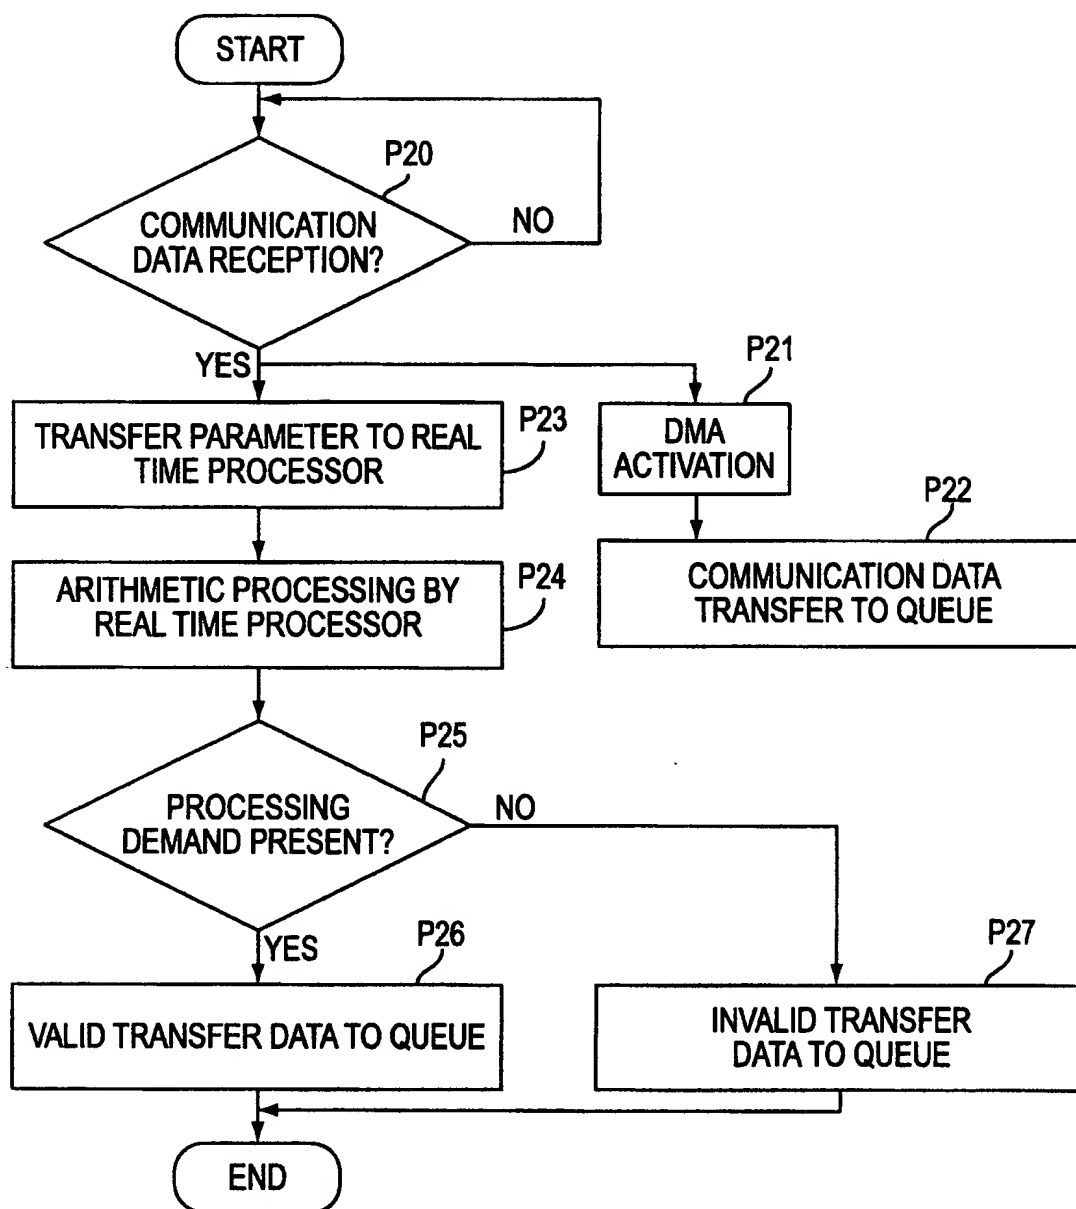 START
P20
COMMUNICATION
DATA RECEPTION?
NO
YES
P21
TRANSFER PARAMETER TO REAL
TIME PROCESSOR
P23
DMA
ACTIVATION
P22
ARITHMETIC PROCESSING BY
REAL TIME PROCESSOR
P24
COMMUNICATION DATA
TRANSFER TO QUEUE
P25
PROCESSING
DEMAND PRESENT?
NO
YES
P26
P27
VALID TRANSFER DATA TO QUEUE
INVALID TRANSFER
DATA TO QUEUE
END